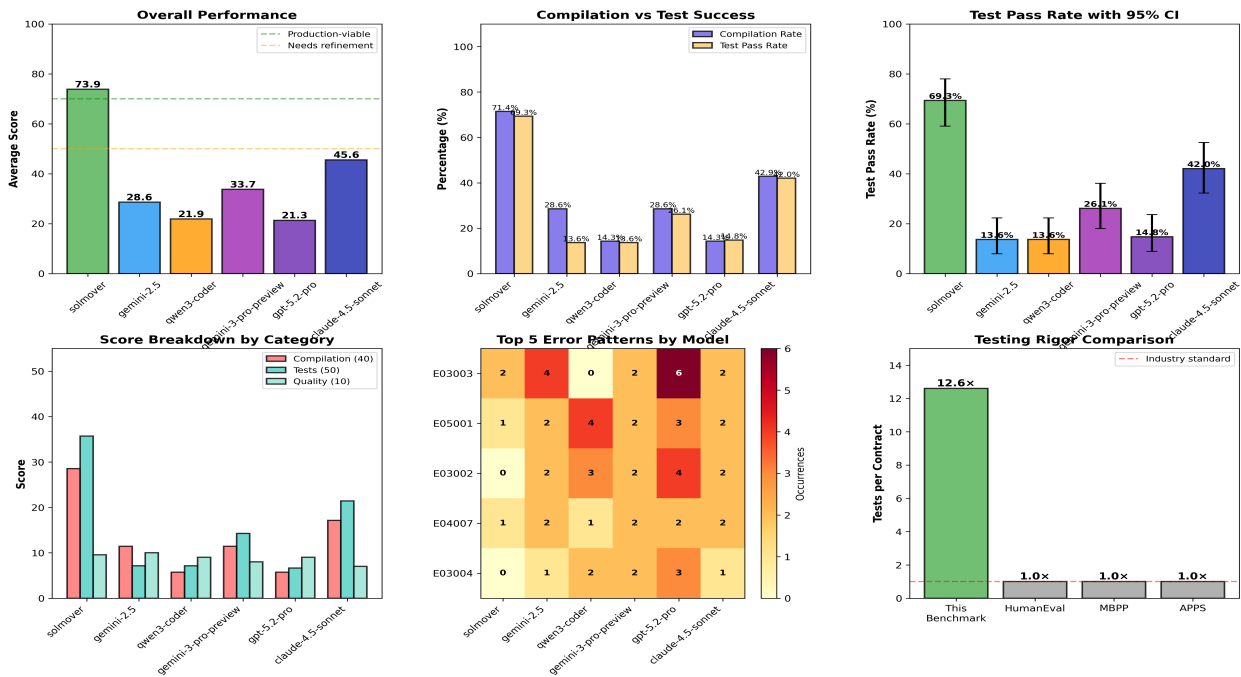 Overall Performance
Average Score
100
80
60
40
20
0
Production-viable
Needs refinement
73.9
28.6
21.9
33.7
21.3
45.6
solmover
gemini-2.5
qwen3-coder
gemini-3-pro-preview
gpt-5.2-pro
claude-4.5-sonnet
Compilation vs Test Success
Percentage (%)
100
80
60
40
20
0
Compilation Rate
Test Pass Rate
71.4%
69.3%
28.6%
13.6%
14.3%
13.6%
28.6%
26.1%
14.3%
14.8%
42.9%
42.0%
solmover
gemini-2.5
qwen3-coder
gemini-3-pro-preview
gpt-5.2-pro
claude-4.5-sonnet
Test Pass Rate with 95% CI
Test Pass Rate (%)
100
80
60
40
20
0
69.3%
13.6%
13.6%
26.1%
14.8%
42.0%
solmover
gemini-2.5
qwen3-coder
gemini-3-pro-preview
gpt-5.2-pro
claude-4.5-sonnet
Score Breakdown by Category
Score
50
40
30
20
10
0
Compilation (40)
Tests (50)
Quality (10)
solmover
gemini-2.5
qwen3-coder
gemini-3-pro-preview
gpt-5.2-pro
claude-4.5-sonnet
Top 5 Error Patterns by Model
E03003 2 4 0 2 6 2
E05001 1 2 4 2 3 2
E03002 0 2 3 2 4 2
E04007 1 2 1 2 2 2
E03004 0 1 2 2 3 1
solmover
gemini-2.5
qwen3-coder
gemini-3-pro-preview
gpt-5.2-pro
claude-4.5-sonnet
6
5
4
3
2
1
0
Occurrences
Testing Rigor Comparison
Tests per Contract
14
12
10
8
6
4
2
0
Industry standard
12.6×
1.0×
1.0×
1.0×
This
Benchmark
HumanEval
MBPP
APPS